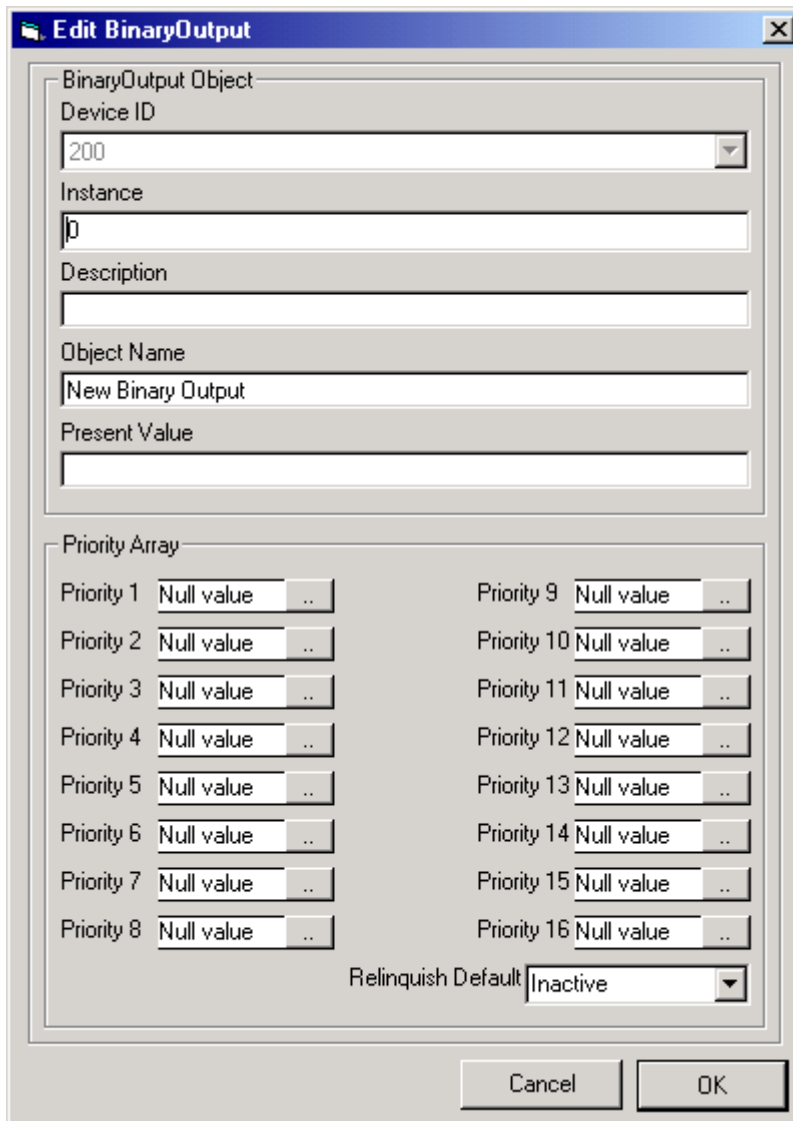 Edit BinaryOutput
BinaryOutput Object
Device ID
200
Instance
0
Description
Object Name
New Binary Output
Present Value
Priority Array
Priority 1 Null value ..
Priority 9 Null value ..
Priority 2 Null value ..
Priority 10 Null value ..
Priority 3 Null value ..
Priority 11 Null value ..
Priority 4 Null value ..
Priority 12 Null value ..
Priority 5 Null value ..
Priority 13 Null value ..
Priority 6 Null value ..
Priority 14 Null value ..
Priority 7 Null value ..
Priority 15 Null value ..
Priority 8 Null value ..
Priority 16 Null value ..
Relinquish Default Inactive
Cancel
OK